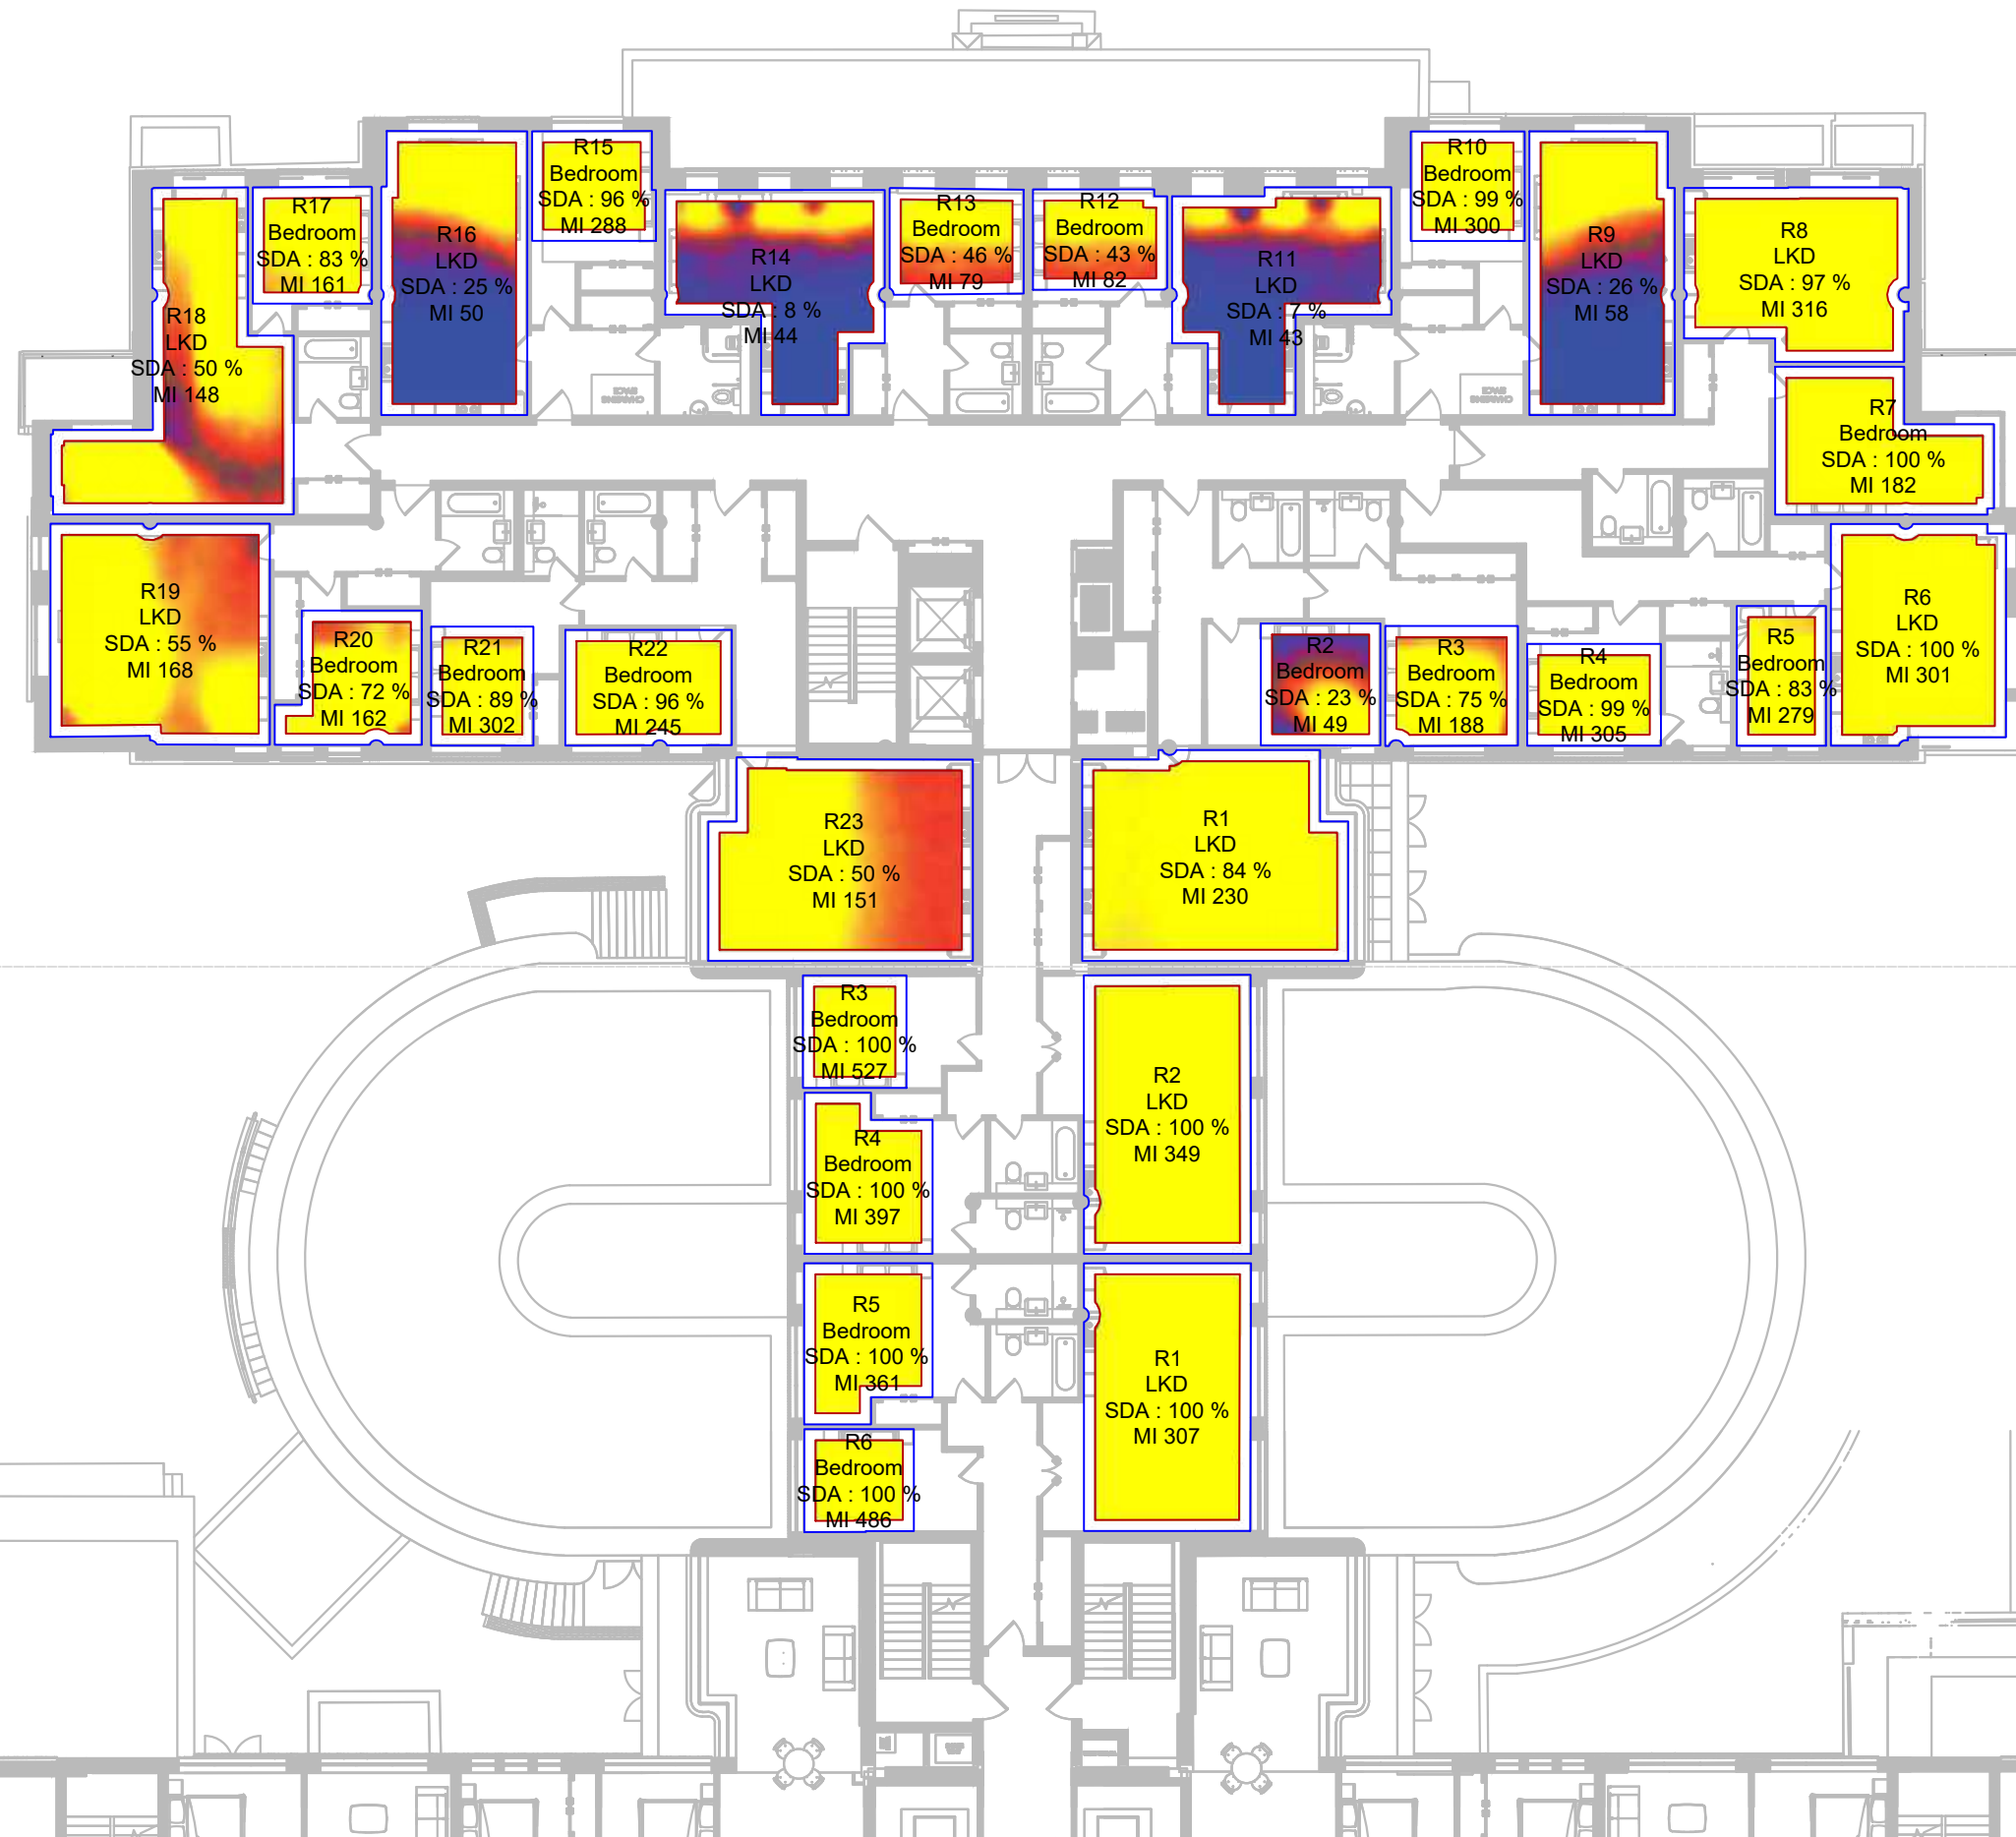 R15
Bedroom
SDA : 96 %
MI 288
R10
Bedroom
SDA : 99 %
MI 300
R17
Bedroom
SDA : 83 %
MI 161
R16
LKD
SDA : 25 %
MI 50
R14
LKD
SDA : 8 %
MI 44
R13
Bedroom
SDA : 46 %
MI 79
R12
Bedroom
SDA : 43 %
MI 82
R11
LKD
SDA : 7 %
MI 43
R9
LKD
SDA : 26 %
MI 58
R8
LKD
SDA : 97 %
MI 316
R18
LKD
SDA : 50 %
MI 148
CHANGING
SPACE
CHANGING
SPACE
R7
Bedroom
SDA : 100 %
MI 182
R19
LKD
SDA : 55 %
MI 168
R20
Bedroom
SDA : 72 %
MI 162
R21
Bedroom
SDA : 89 %
MI 302
R22
Bedroom
SDA : 96 %
MI 245
R2
Bedroom
SDA : 23 %
MI 49
R3
Bedroom
SDA : 75 %
MI 188
R4
Bedroom
SDA : 99 %
MI 305
R5
Bedroom
SDA : 83 %
MI 279
R6
LKD
SDA : 100 %
MI 301
R23
LKD
SDA : 50 %
MI 151
R1
LKD
SDA : 84 %
MI 230
R3
Bedroom
SDA : 100 %
MI 527
R2
LKD
SDA : 100 %
MI 349
R4
Bedroom
SDA : 100 %
MI 397
R5
Bedroom
SDA : 100 %
MI 361
R1
LKD
SDA : 100 %
MI 307
R6
Bedroom
SDA : 100 %
MI 486